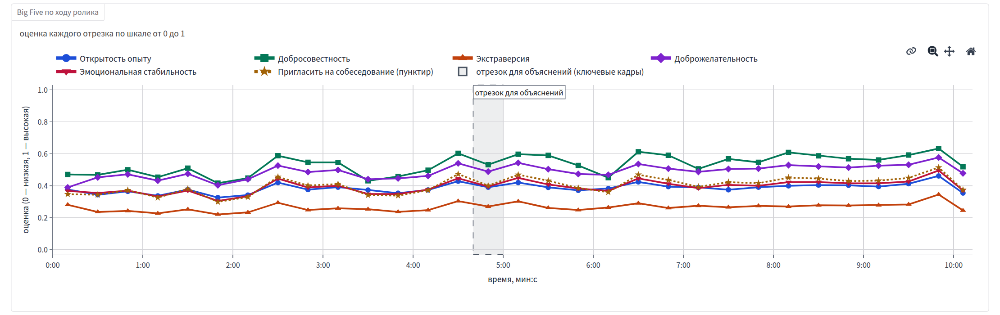 Big Five по ходу ролика
оценка каждого отрезка по шкале от 0 до 1
Открытость опыту
Добросовестность
Экстраверсия
Доброжелательность
Эмоциональная стабильность
Пригласить на собеседование (пунктир)
отрезок для объяснений (ключевые кадры)
отрезок для объяснений
1.0
0.8
0.6
0.4
0.2
0.0
оценка (0 — низкая, 1 — высокая)
0:00 1:00 2:00 3:00 4:00 5:00 6:00 7:00 8:00 9:00 10:00
время, мин:с